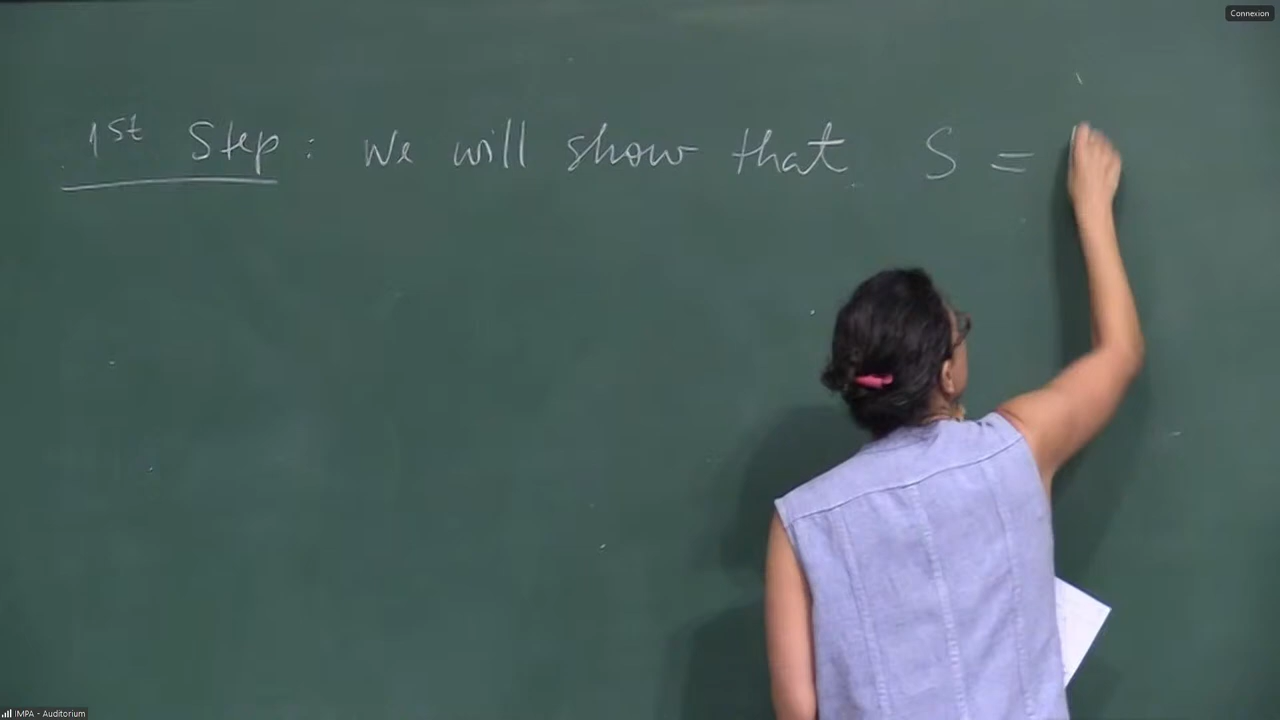 Connexion
1st Step: We will show that S =
IMPA - Auditorium